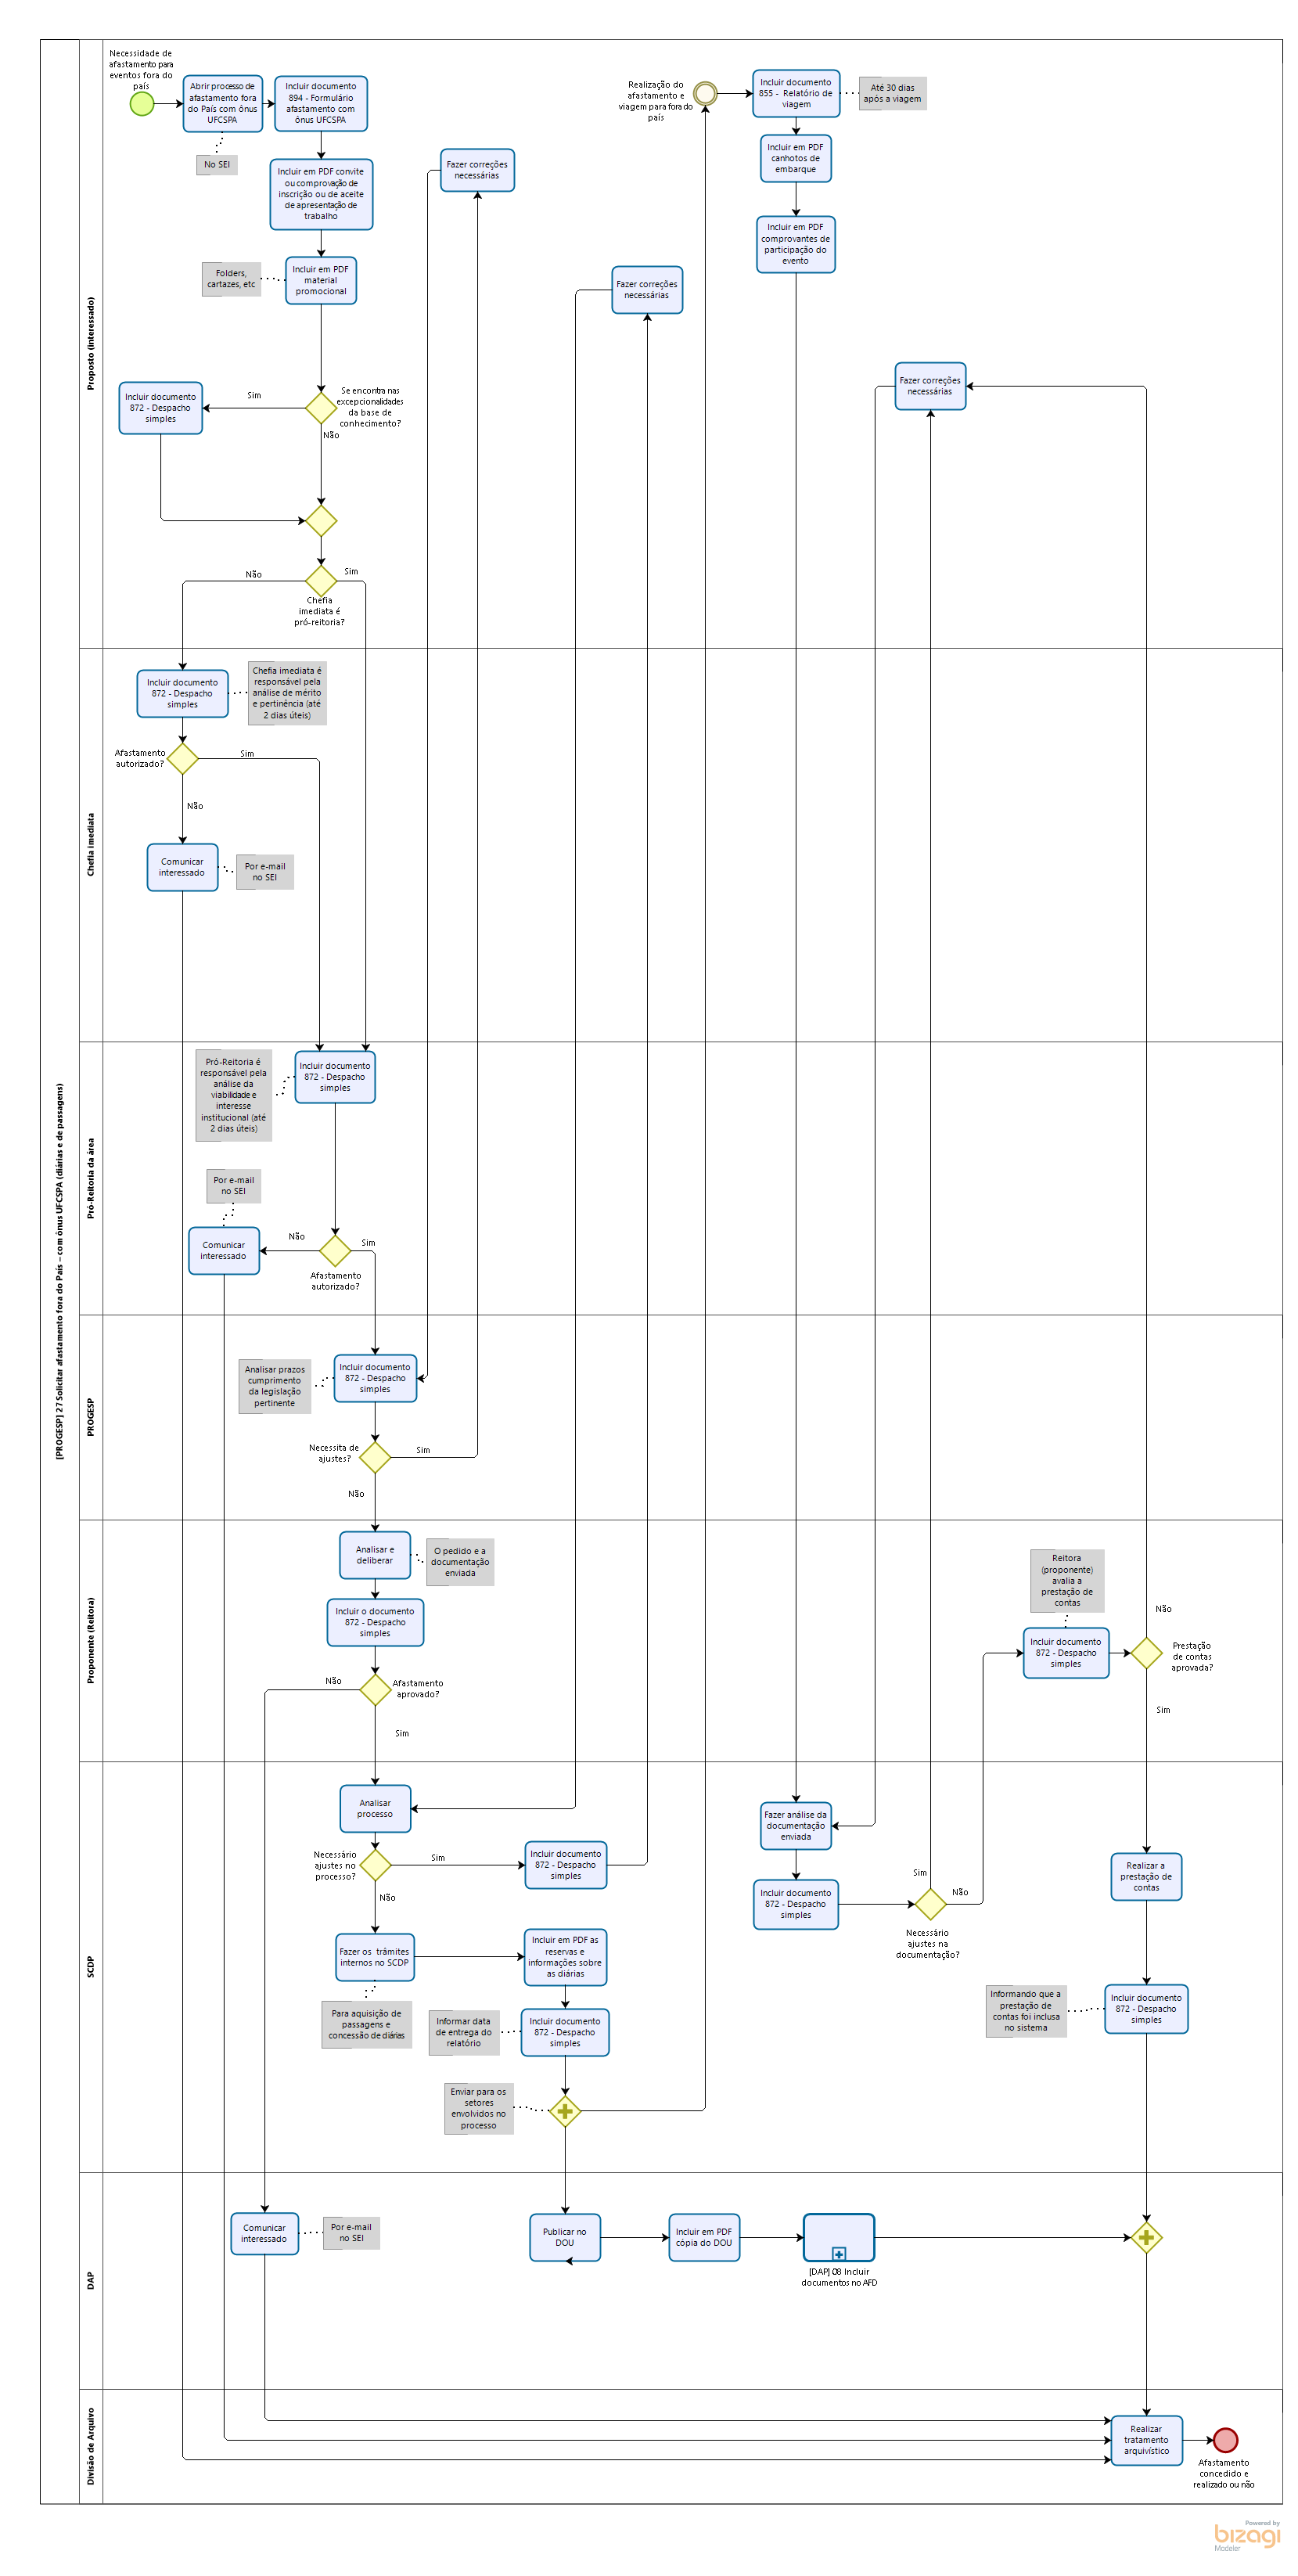 [PROGESP] 27 Solicitar afastamento fora do País – com ônus UFCSPA (diárias e de passagens)
Proposto (interessado)
Necessidade de
afastamento para
eventos fora do
país
Abrir processo de
afastamento fora
do País com ônus
UFCSPA
No SEI
Incluir documento
894 - Formulário
afastamento com
ônus UFCSPA
Incluir em PDF convite
ou comprovação de
inscrição ou de aceite
de apresentação de
trabalho
Folders,
cartazes, etc
Incluir em PDF
material
promocional
Se encontra nas
excepcionalidades
da base de
conhecimento?
Sim
Não
Incluir documento
872 - Despacho
simples
Não
Sim
Chefia
imediata é
pró-reitoria?
Fazer correções
necessárias
Fazer correções
necessárias
Realização do
afastamento e
viagem para fora do
país
Incluir documento
855 - Relatório de
viagem
Até 30 dias
após a viagem
Incluir em PDF
canhotos de
embarque
Incluir em PDF
comprovantes de
participação do
evento
Fazer correções
necessárias
Chefia imediata
Incluir documento
872 - Despacho
simples
Chefia imediata é
responsável pela
análise de mérito
e pertinência (até
2 dias úteis)
Afastamento
autorizado?
Sim
Não
Comunicar
interessado
Por e-mail
no SEI
Pró-Reitoria da área
Pró-Reitoria é
responsável pela
análise da
viabilidade e
interesse
institucional (até
2 dias úteis)
Incluir documento
872 - Despacho
simples
Por e-mail
no SEI
Comunicar
interessado
Não
Sim
Afastamento
autorizado?
PROGESP
Analisar prazos
cumprimento
da legislação
pertinente
Incluir documento
872 - Despacho
simples
Necessita de
ajustes?
Sim
Não
Proponente (Reitora)
Analisar e
deliberar
O pedido e a
documentação
enviada
Incluir o documento
872 - Despacho
simples
Não
Afastamento
aprovado?
Sim
Reitora
(proponente)
avalia a
prestação de
contas
Incluir documento
872 - Despacho
simples
Não
Prestação
de contas
aprovada?
Sim
SCDP
Analisar
processo
Necessário
ajustes no
processo?
Sim
Não
Incluir documento
872 - Despacho
simples
Fazer os trâmites
internos no SCDP
Para aquisição de
passagens e
concessão de diárias
Incluir em PDF as
reservas e
informações sobre
as diárias
Informar data
de entrega do
relatório
Incluir documento
872 - Despacho
simples
Enviar para os
setores
envolvidos no
processo
Fazer análise da
documentação
enviada
Incluir documento
872 - Despacho
simples
Sim
Não
Necessário
ajustes na
documentação?
Realizar a
prestação de
contas
Informando que a
prestação de
contas foi inclusa
no sistema
Incluir documento
872 - Despacho
simples
DAP
Comunicar
interessado
Por e-mail
no SEI
Publicar no
DOU
Incluir em PDF
cópia do DOU
[DAP] 08 Incluir
documentos no AFD
Divisão de Arquivo
Realizar
tratamento
arquivístico
Afastamento
concedido e
realizado ou não
Powered by
bizagi
Modeler